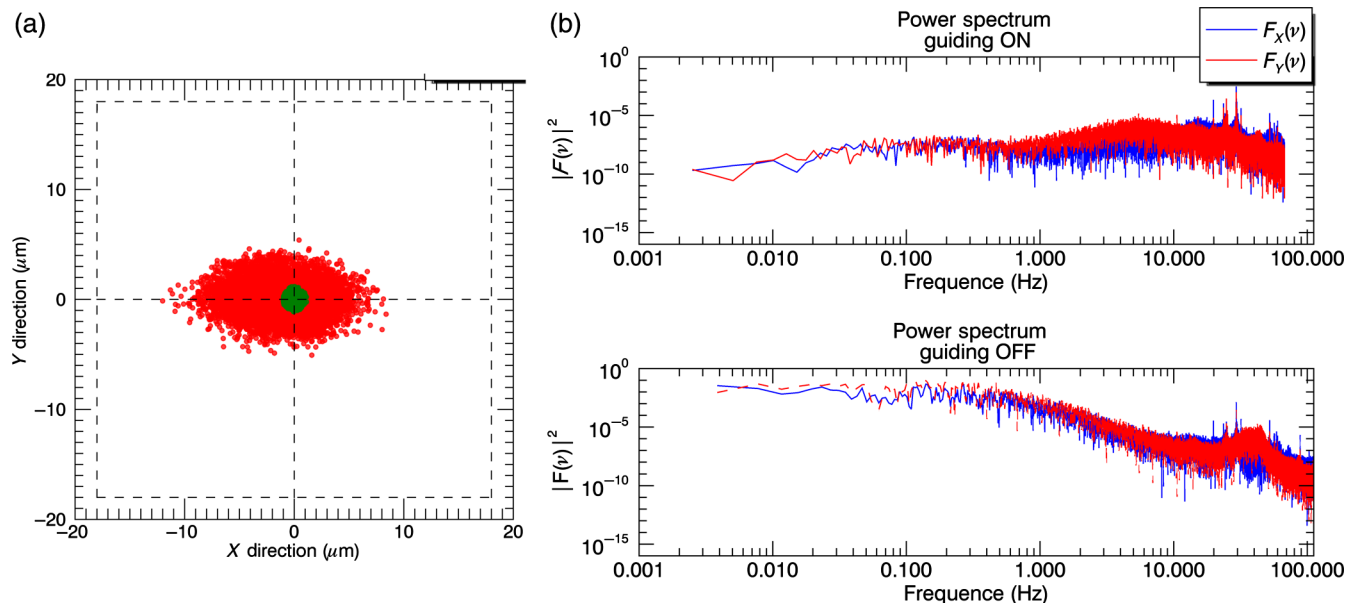 (a)
20
10
0
−10
−20
−20
−10
0
10
20
Y direction (μm)
X direction (μm)
(b)
Power spectrum
guiding ON
F_X(ν)
F_Y(ν)
10^0
10^−5
10^−10
10^−15
|F(ν)|^2
0.001
0.010
0.100
1.000
10.000
100.000
Frequence (Hz)
Power spectrum
guiding OFF
10^0
10^−5
10^−10
10^−15
|F(ν)|^2
0.001
0.010
0.100
1.000
10.000
100.000
Frequence (Hz)